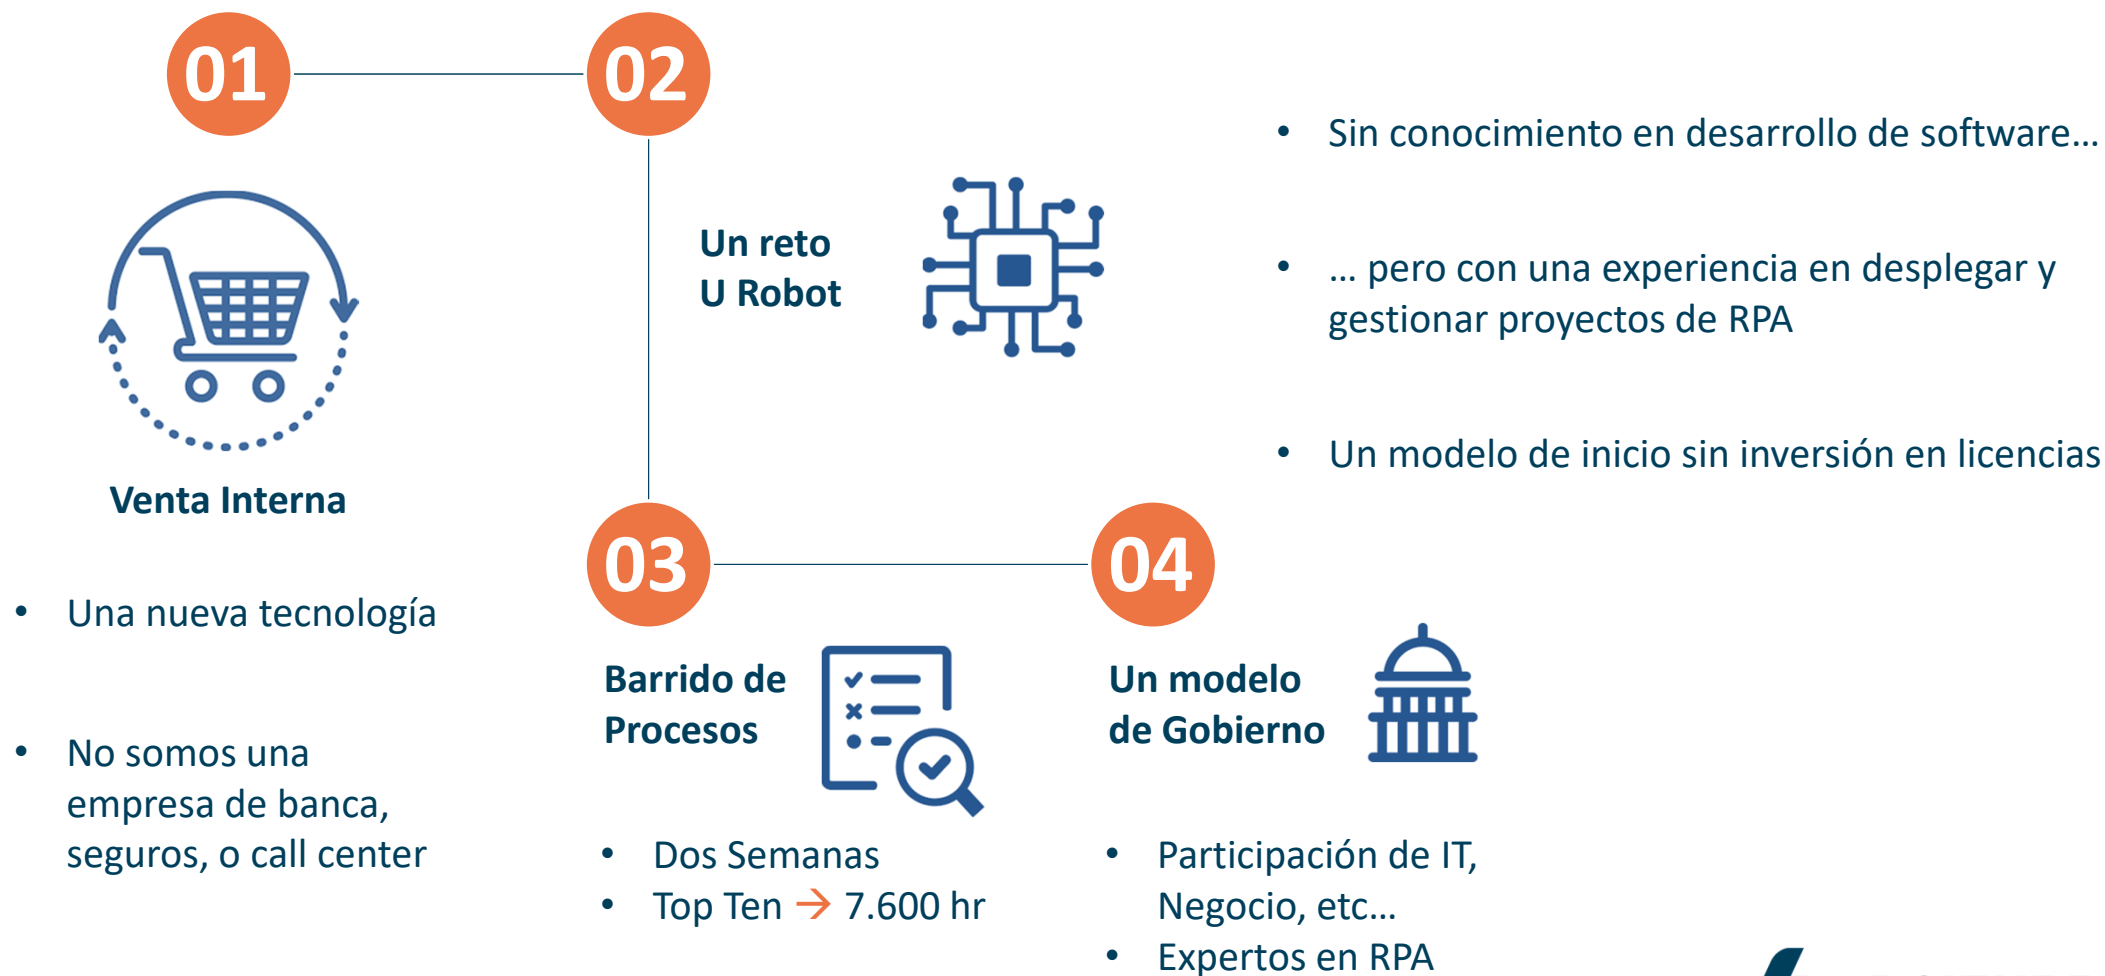 01
Venta Interna
• Una nueva tecnología
• No somos una
empresa de banca,
seguros, o call center
02
Un reto
U Robot
• Sin conocimiento en desarrollo de software…
• … pero con una experiencia en desplegar y
gestionar proyectos de RPA
• Un modelo de inicio sin inversión en licencias
03
Barrido de
Procesos
• Dos Semanas
• Top Ten → 7.600 hr
04
Un modelo
de Gobierno
• Participación de IT,
Negocio, etc…
• Expertos en RPA